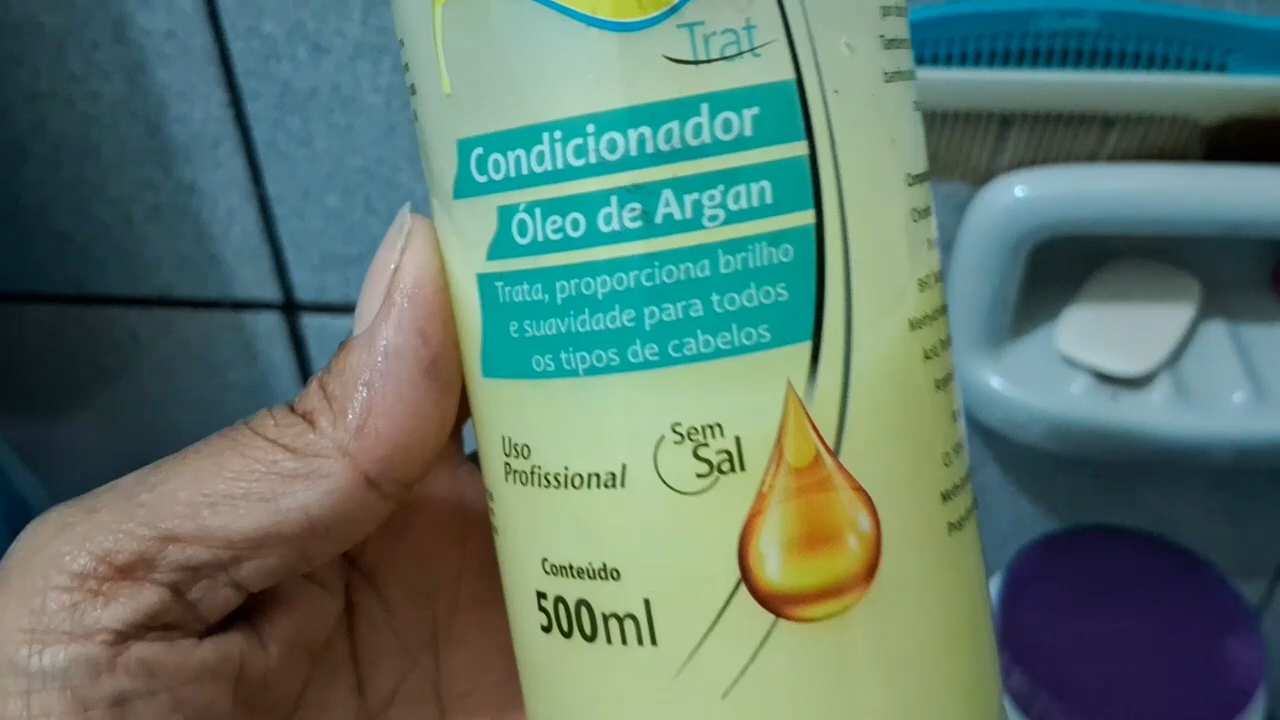 Trat
Condicionador
Óleo de Argan
Trata, proporciona brilho
e suavidade para todos
os tipos de cabelos
Uso
Profissional
Sem
Sal
Conteúdo
500ml